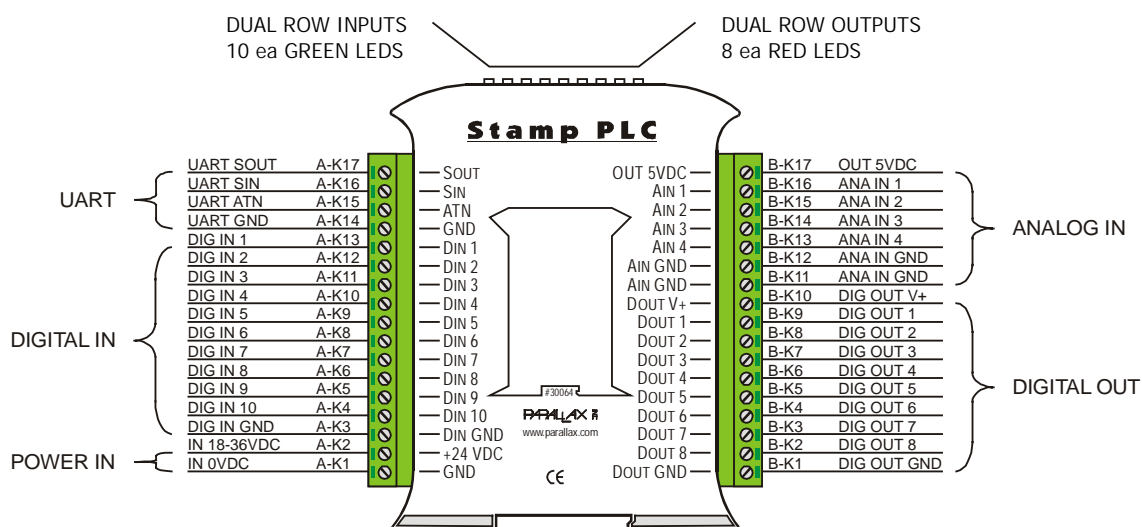 DUAL ROW INPUTS
10 ea GREEN LEDS
DUAL ROW OUTPUTS
8 ea RED LEDS
Stamp PLC
UART
DIGITAL IN
POWER IN
UART SOUT A-K17
UART SIN A-K16
UART ATN A-K15
UART GND A-K14
DIG IN 1 A-K13
DIG IN 2 A-K12
DIG IN 3 A-K11
DIG IN 4 A-K10
DIG IN 5 A-K9
DIG IN 6 A-K8
DIG IN 7 A-K7
DIG IN 8 A-K6
DIG IN 9 A-K5
DIG IN 10 A-K4
DIG IN GND A-K3
IN 18-36VDC A-K2
IN 0VDC A-K1
SOUT
SIN
ATN
GND
DIN 1
DIN 2
DIN 3
DIN 4
DIN 5
DIN 6
DIN 7
DIN 8
DIN 9
DIN 10
DIN GND
+24 VDC
GND
#30064
PARALLAX
www.parallax.com
CE
OUT 5VDC
AIN 1
AIN 2
AIN 3
AIN 4
AIN GND
AIN GND
DOUT V+
DOUT 1
DOUT 2
DOUT 3
DOUT 4
DOUT 5
DOUT 6
DOUT 7
DOUT 8
DOUT GND
B-K17 OUT 5VDC
B-K16 ANA IN 1
B-K15 ANA IN 2
B-K14 ANA IN 3
B-K13 ANA IN 4
B-K12 ANA IN GND
B-K11 ANA IN GND
B-K10 DIG OUT V+
B-K9 DIG OUT 1
B-K8 DIG OUT 2
B-K7 DIG OUT 3
B-K6 DIG OUT 4
B-K5 DIG OUT 5
B-K4 DIG OUT 6
B-K3 DIG OUT 7
B-K2 DIG OUT 8
B-K1 DIG OUT GND
ANALOG IN
DIGITAL OUT